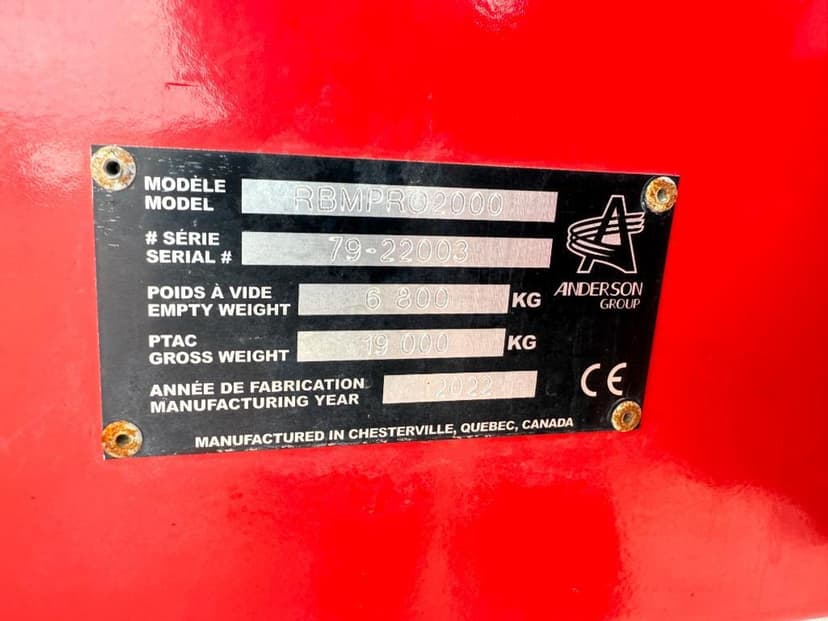 MODÈLE
MODEL
RBMPRO2000
# SÉRIE
SERIAL #
79-22003
POIDS À VIDE
EMPTY WEIGHT
6 800 KG
PTAC
GROSS WEIGHT
19 000 KG
ANNÉE DE FABRICATION
MANUFACTURING YEAR
2022
ANDERSON
GROUP
CE
MANUFACTURED IN CHESTERVILLE, QUEBEC, CANADA